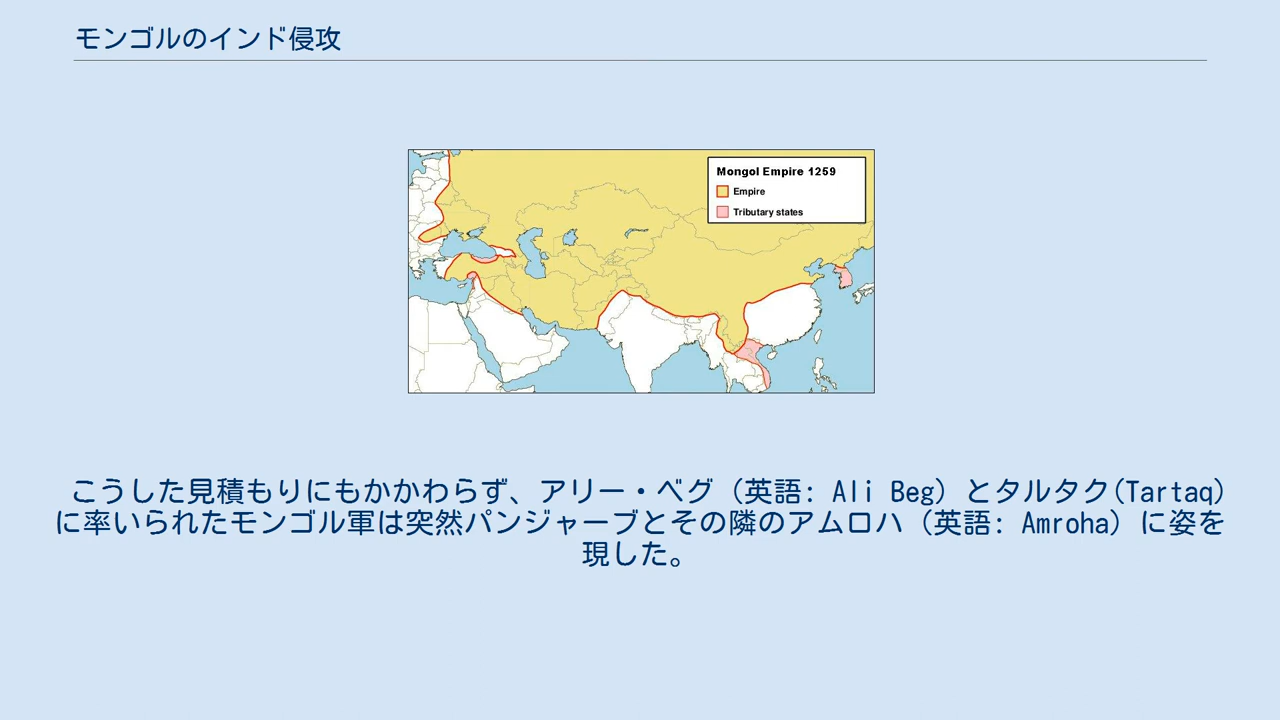 モンゴルのインド侵攻
Mongol Empire 1259
Empire
Tributary states
こうした見積もりにもかかわらず、アリー・ベグ（英語: Ali Beg）とタルタク(Tartaq)
に率いられたモンゴル軍は突然パンジャーブとその隣のアムロハ（英語: Amroha）に姿を
現した。